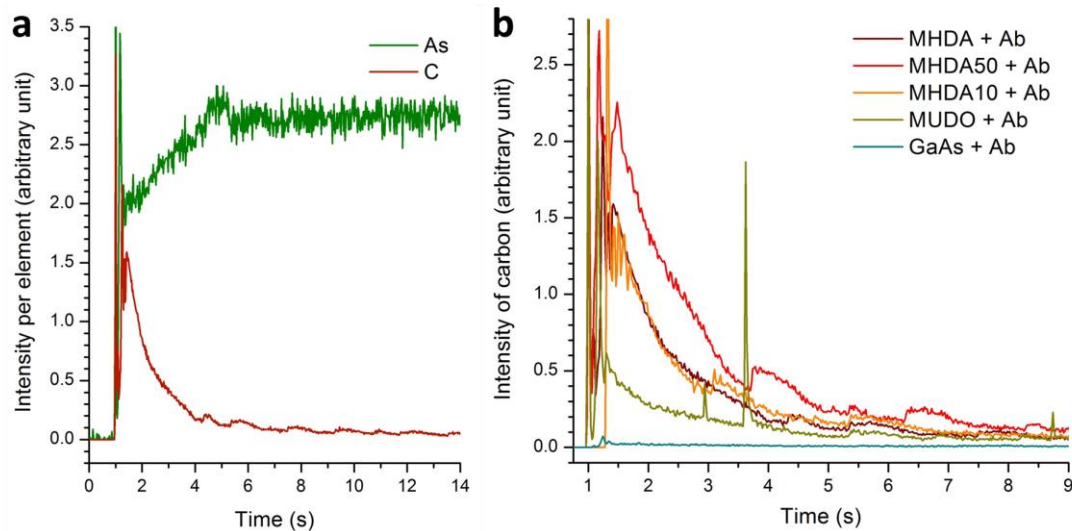 a
3.5
3.0
2.5
2.0
1.5
1.0
0.5
0.0
Intensity per element (arbitrary unit)
As
C
0 2 4 6 8 10 12 14
Time (s)
b
2.5
2.0
1.5
1.0
0.5
0.0
Intensity of carbon (arbitrary unit)
MHDA + Ab
MHDA50 + Ab
MHDA10 + Ab
MUDO + Ab
GaAs + Ab
1 2 3 4 5 6 7 8 9
Time (s)